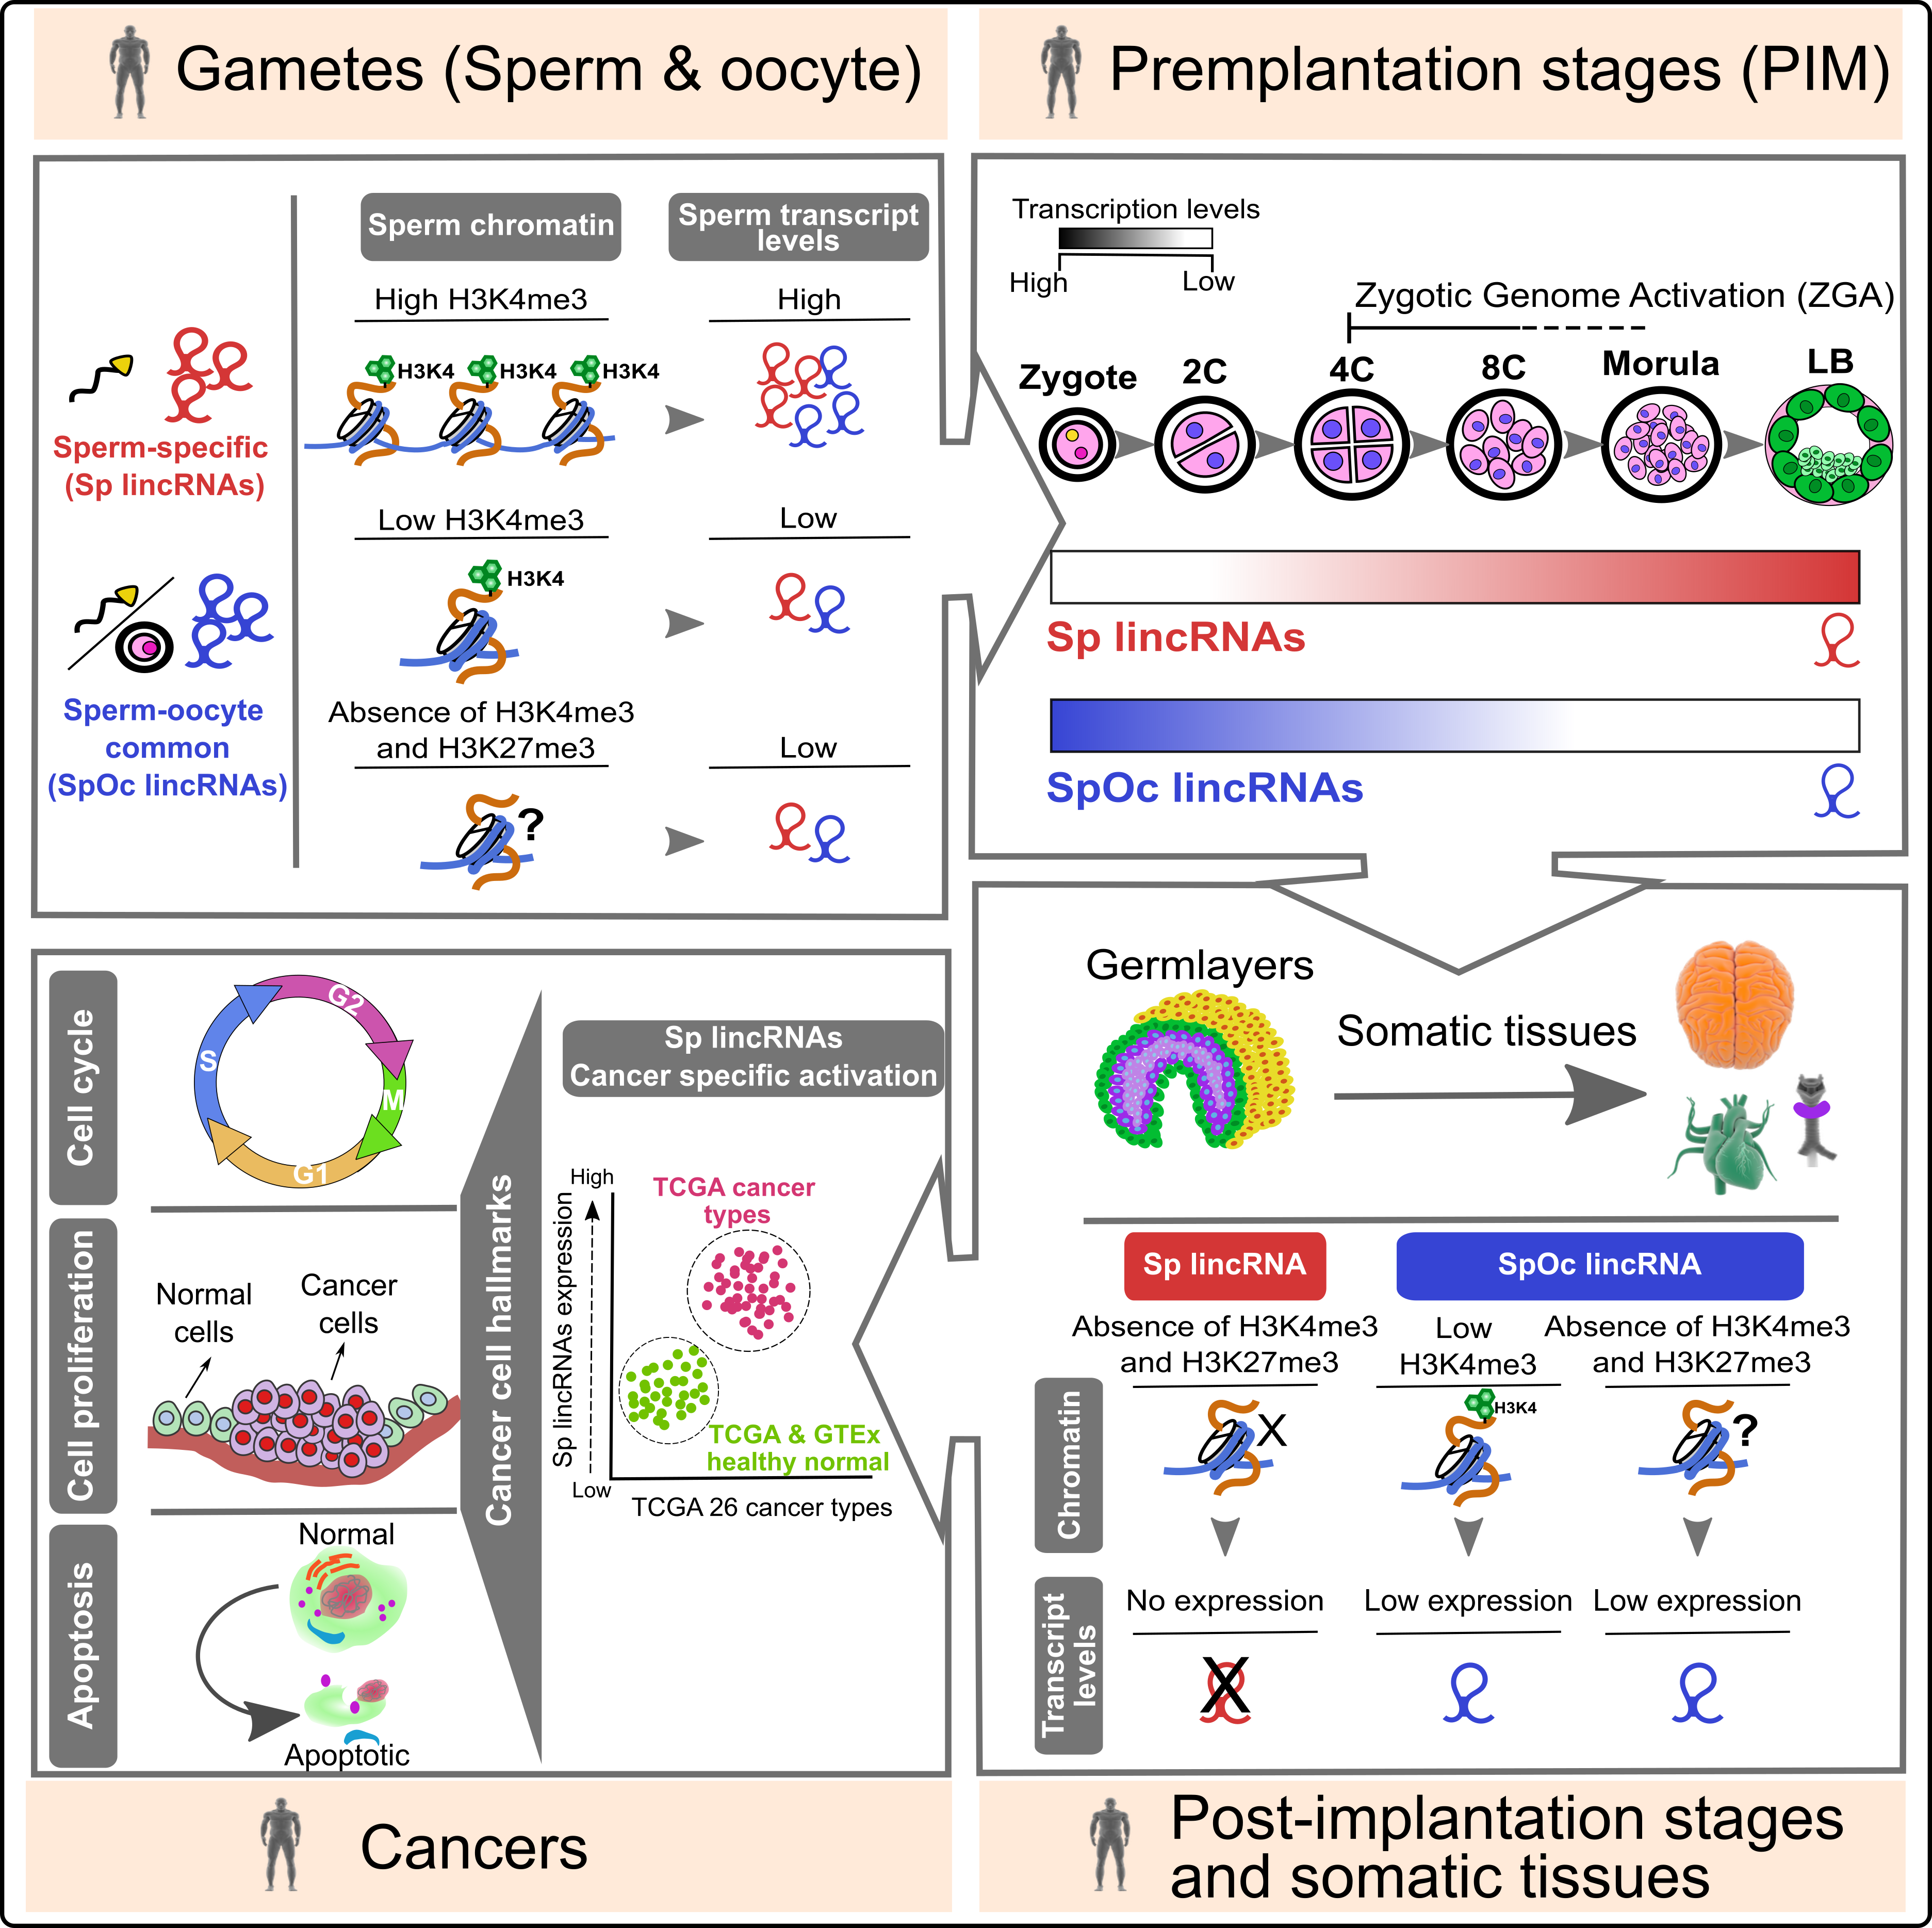 Gametes (Sperm & oocyte)
Premplantation stages (PIM)
Sperm chromatin
Sperm transcript
levels
High H3K4me3
High
H3K4
H3K4
H3K4
Sperm-specific
(Sp lincRNAs)
Low H3K4me3
Low
H3K4
Sperm-oocyte
common
(SpOc lincRNAs)
Absence of H3K4me3
and H3K27me3
Low
?
Transcription levels
High
Low
Zygotic Genome Activation (ZGA)
Zygote
2C
4C
8C
Morula
LB
Sp lincRNAs
SpOc lincRNAs
Germlayers
Somatic tissues
Sp lincRNA
SpOc lincRNA
Absence of H3K4me3
and H3K27me3
Low
H3K4me3
Absence of H3K4me3
and H3K27me3
Chromatin
X
H3K4
?
Transcript
levels
No expression
Low expression
Low expression
X
Post-implantation stages
and somatic tissues
Cell cycle
G2
S
M
G1
Cell proliferation
Normal
cells
Cancer
cells
Apoptosis
Normal
Apoptotic
Cancer cell hallmarks
Sp lincRNAs
Cancer specific activation
Sp lincRNAs expression
High
Low
TCGA cancer
types
TCGA & GTEx
healthy normal
TCGA 26 cancer types
Cancers